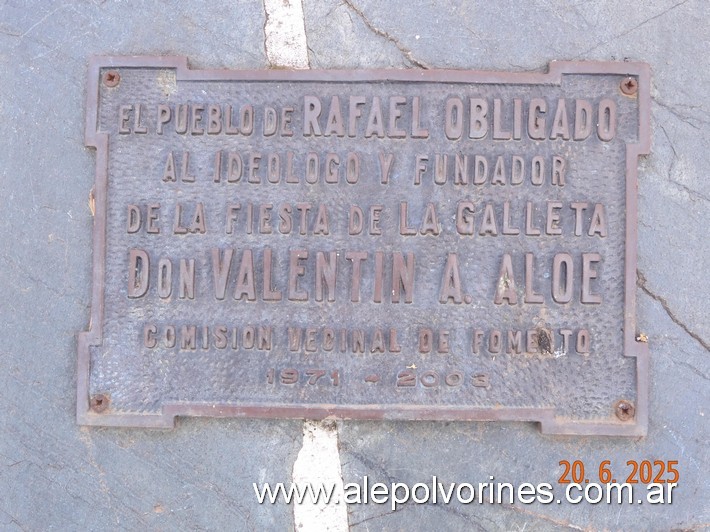 EL PUEBLO DE RAFAEL OBLIGADO
AL IDEOLOGO Y FUNDADOR
DE LA FIESTA DE LA GALLETA
DON VALENTIN A. ALOE
COMISION VECINAL DE FOMENTO
1971 - 2003
20.6.2025
www.alepolvorines.com.ar